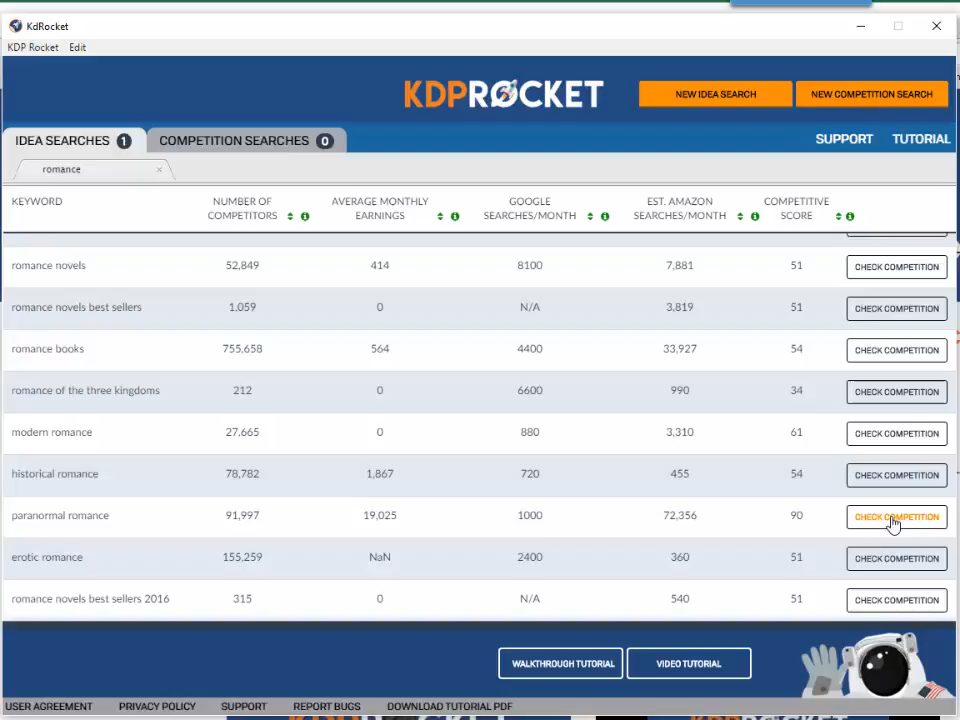 KdRocket
KDP Rocket Edit
KDPROCKET
NEW IDEA SEARCH NEW COMPETITION SEARCH
IDEA SEARCHES 1 COMPETITION SEARCHES 0 SUPPORT TUTORIAL
romance ×
KEYWORD NUMBER OF COMPETITORS AVERAGE MONTHLY EARNINGS GOOGLE SEARCHES/MONTH EST. AMAZON SEARCHES/MONTH COMPETITIVE SCORE
romance novels 52,849 414 8100 7,881 51 CHECK COMPETITION
romance novels best sellers 1,059 0 N/A 3,819 51 CHECK COMPETITION
romance books 755,658 564 4400 33,927 54 CHECK COMPETITION
romance of the three kingdoms 212 0 6600 990 34 CHECK COMPETITION
modern romance 27,665 0 880 3,310 61 CHECK COMPETITION
historical romance 78,782 1,867 720 455 54 CHECK COMPETITION
paranormal romance 91,997 19,025 1000 72,356 90 CHECK COMPETITION
erotic romance 155,259 NaN 2400 360 51 CHECK COMPETITION
romance novels best sellers 2016 315 0 N/A 540 51 CHECK COMPETITION
WALKTHROUGH TUTORIAL VIDEO TUTORIAL
USER AGREEMENT PRIVACY POLICY SUPPORT REPORT BUGS DOWNLOAD TUTORIAL PDF